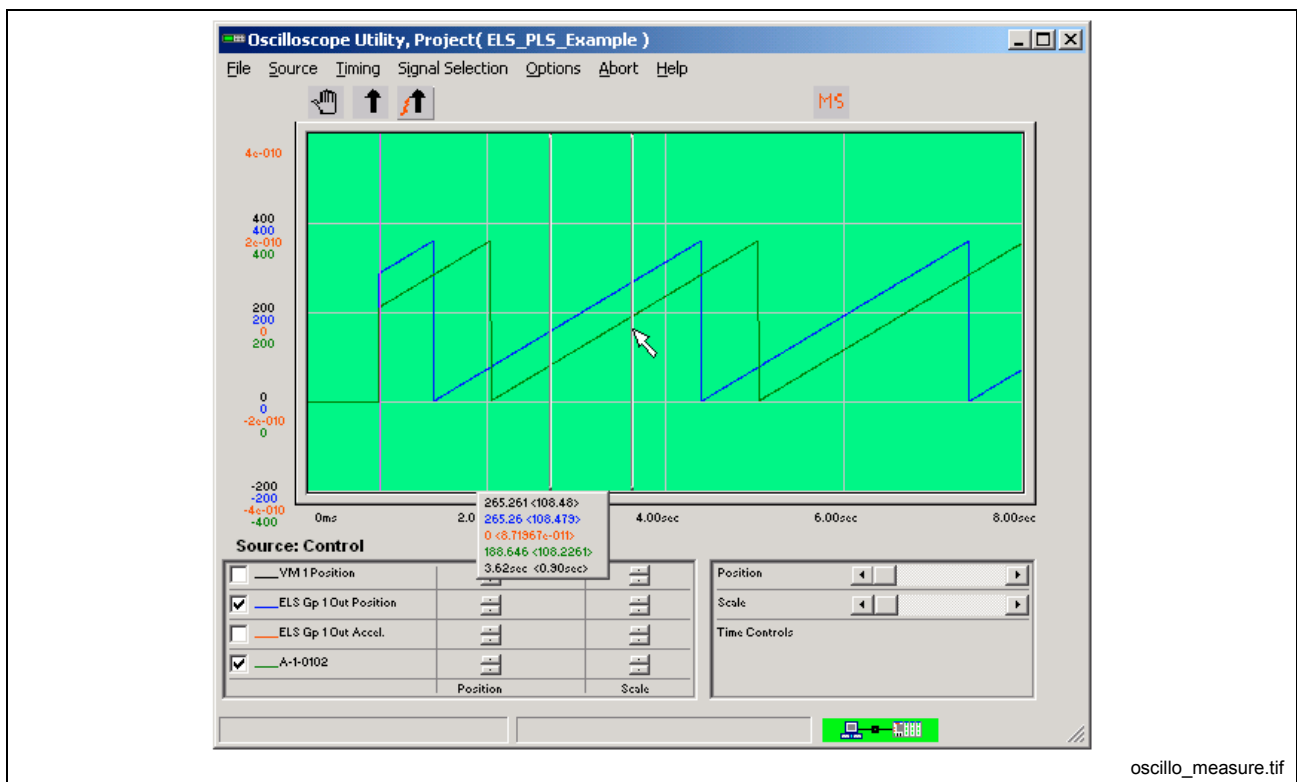 Oscilloscope Utility, Project( ELS_PLS_Example )
File Source Timing Signal Selection Options Abort Help
MS
4e-010
400
400
2e-010
400
200
200
0
200
0
0
-2e-010
0
-200
-200
-4e-010
-400
0ms 2.0 4.00sec 6.00sec 8.00sec
265.261 <108.48>
265.26 <108.479>
0 <8.71967e-011>
188.646 <108.2261>
3.62sec <0.90sec>
Source: Control
VM 1 Position
ELS Gp 1 Out Position
ELS Gp 1 Out Accel.
A-1-0102
Position Scale
Position
Scale
Time Controls
oscillo_measure.tif